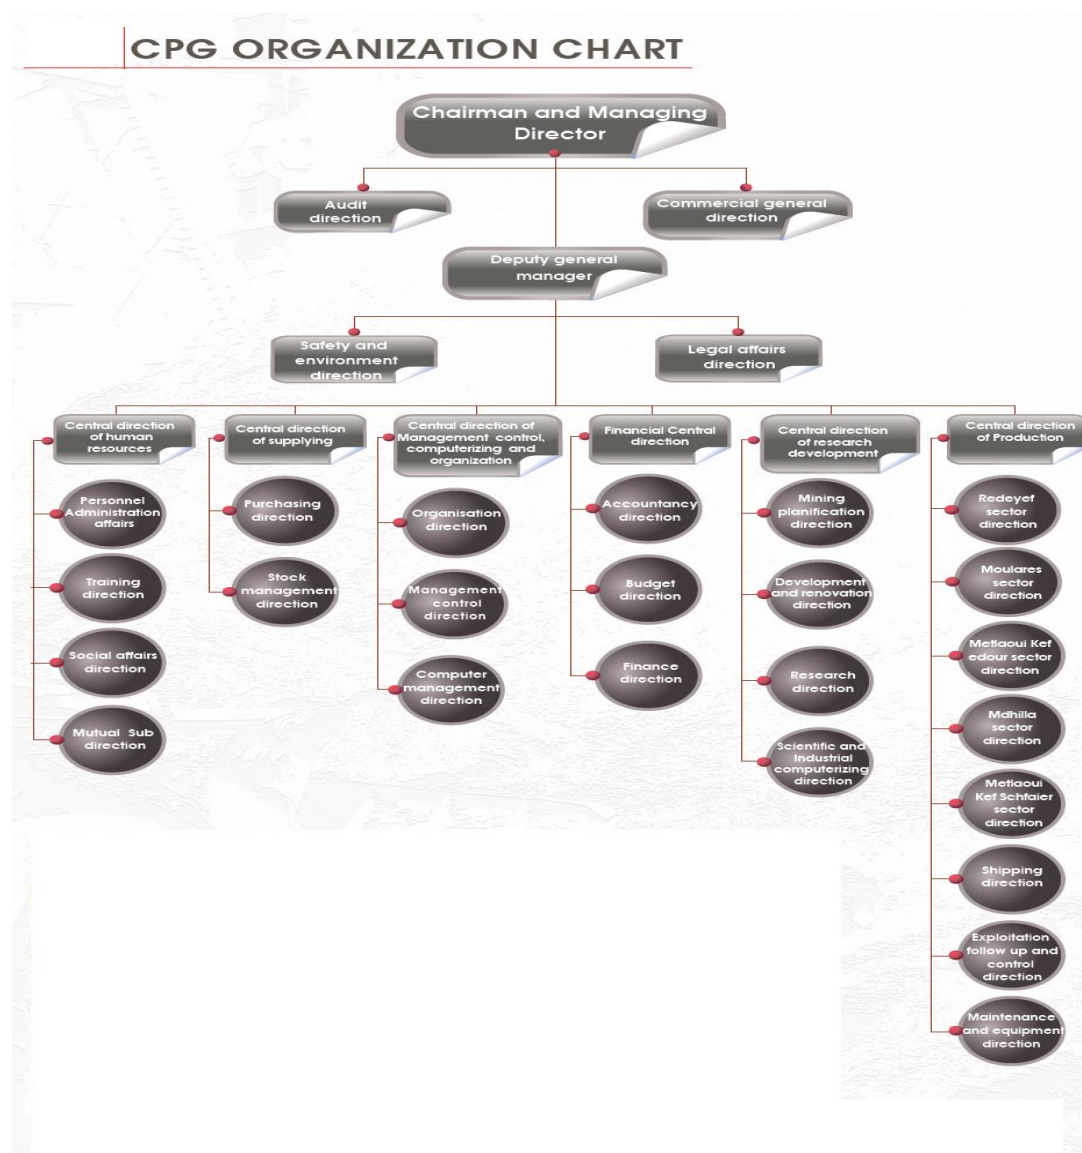 CPG ORGANIZATION CHART
Chairman and Managing
Director
Audit
direction
Commercial general
direction
Deputy general
manager
Safety and
environment
direction
Legal affairs
direction
Central direction
of human
resources
Personnel
Administration
affairs
Training
direction
Social affairs
direction
Mutual Sub
direction
Central direction
of supplying
Purchasing
direction
Stock
management
direction
Central direction of
Management control,
computerizing and
organization
Organisation
direction
Management
control
direction
Computer
management
direction
Financial Central
direction
Accountancy
direction
Budget
direction
Finance
direction
Central direction
of research
development
Mining
planification
direction
Development
and renovation
direction
Research
direction
Scientific and
Industrial
computerizing
direction
Central direction
of Production
Redeyef
sector
direction
Moulares
sector
direction
Metlaoui Kef
edour sector
direction
Mdhilla
sector
direction
Metlaoui
Kef Schfaier
sector
direction
Shipping
direction
Exploitation
follow up and
control
direction
Maintenance
and equipment
direction